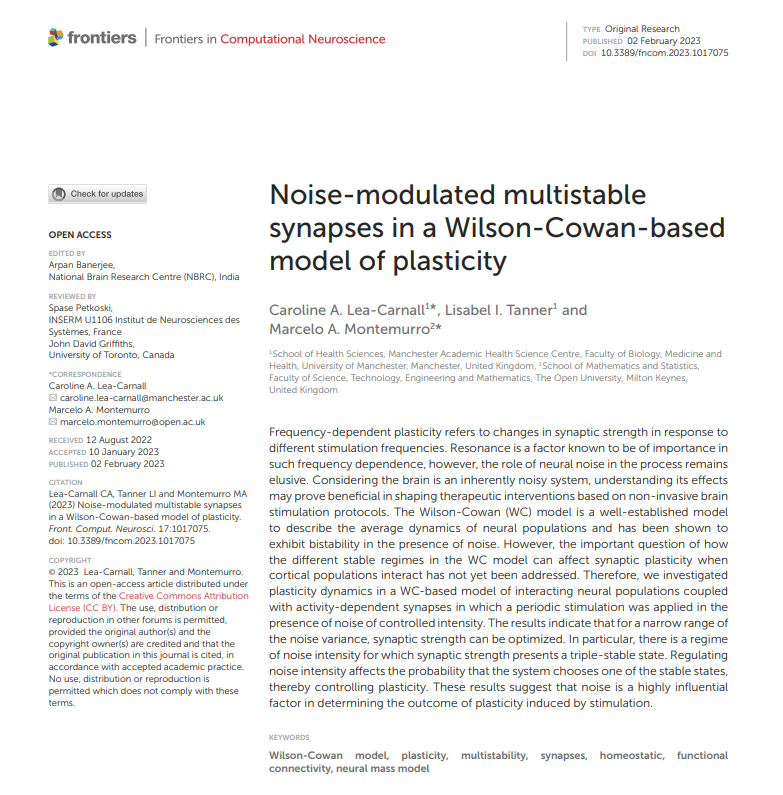 frontiers | Frontiers in Computational Neuroscience
TYPE Original Research
PUBLISHED 02 February 2023
DOI 10.3389/fncom.2023.1017075
Check for updates
OPEN ACCESS
EDITED BY
Arpan Banerjee,
National Brain Research Centre (NBRC), India
REVIEWED BY
Spase Petkoski,
INSERM U1106 Institut de Neurosciences des
Systèmes, France
John David Griffiths,
University of Toronto, Canada
*CORRESPONDENCE
Caroline A. Lea-Carnall
caroline.lea-carnall@manchester.ac.uk
Marcelo A. Montemurro
marcelo.montemurro@open.ac.uk
RECEIVED 12 August 2022
ACCEPTED 10 January 2023
PUBLISHED 02 February 2023
CITATION
Lea-Carnall CA, Tanner LI and Montemurro MA
(2023) Noise-modulated multistable synapses
in a Wilson-Cowan-based model of plasticity.
Front. Comput. Neurosci. 17:1017075.
doi: 10.3389/fncom.2023.1017075
COPYRIGHT
© 2023 Lea-Carnall, Tanner and Montemurro.
This is an open-access article distributed under
the terms of the Creative Commons Attribution
License (CC BY). The use, distribution or
reproduction in other forums is permitted,
provided the original author(s) and the
copyright owner(s) are credited and that the
original publication in this journal is cited, in
accordance with accepted academic practice.
No use, distribution or reproduction is
permitted which does not comply with these
terms.
Noise-modulated multistable
synapses in a Wilson-Cowan-based
model of plasticity
Caroline A. Lea-Carnall¹*, Lisabel I. Tanner¹ and
Marcelo A. Montemurro²*
¹School of Health Sciences, Manchester Academic Health Science Centre, Faculty of Biology, Medicine and
Health, University of Manchester, Manchester, United Kingdom, ²School of Mathematics and Statistics,
Faculty of Science, Technology, Engineering and Mathematics, The Open University, Milton Keynes,
United Kingdom
Frequency-dependent plasticity refers to changes in synaptic strength in response to
different stimulation frequencies. Resonance is a factor known to be of importance in
such frequency dependence, however, the role of neural noise in the process remains
elusive. Considering the brain is an inherently noisy system, understanding its effects
may prove beneficial in shaping therapeutic interventions based on non-invasive brain
stimulation protocols. The Wilson-Cowan (WC) model is a well-established model
to describe the average dynamics of neural populations and has been shown to
exhibit bistability in the presence of noise. However, the important question of how
the different stable regimes in the WC model can affect synaptic plasticity when
cortical populations interact has not yet been addressed. Therefore, we investigated
plasticity dynamics in a WC-based model of interacting neural populations coupled
with activity-dependent synapses in which a periodic stimulation was applied in the
presence of noise of controlled intensity. The results indicate that for a narrow range of
the noise variance, synaptic strength can be optimized. In particular, there is a regime
of noise intensity for which synaptic strength presents a triple-stable state. Regulating
noise intensity affects the probability that the system chooses one of the stable states,
thereby controlling plasticity. These results suggest that noise is a highly influential
factor in determining the outcome of plasticity induced by stimulation.
KEYWORDS
Wilson-Cowan model, plasticity, multistability, synapses, homeostatic, functional
connectivity, neural mass model